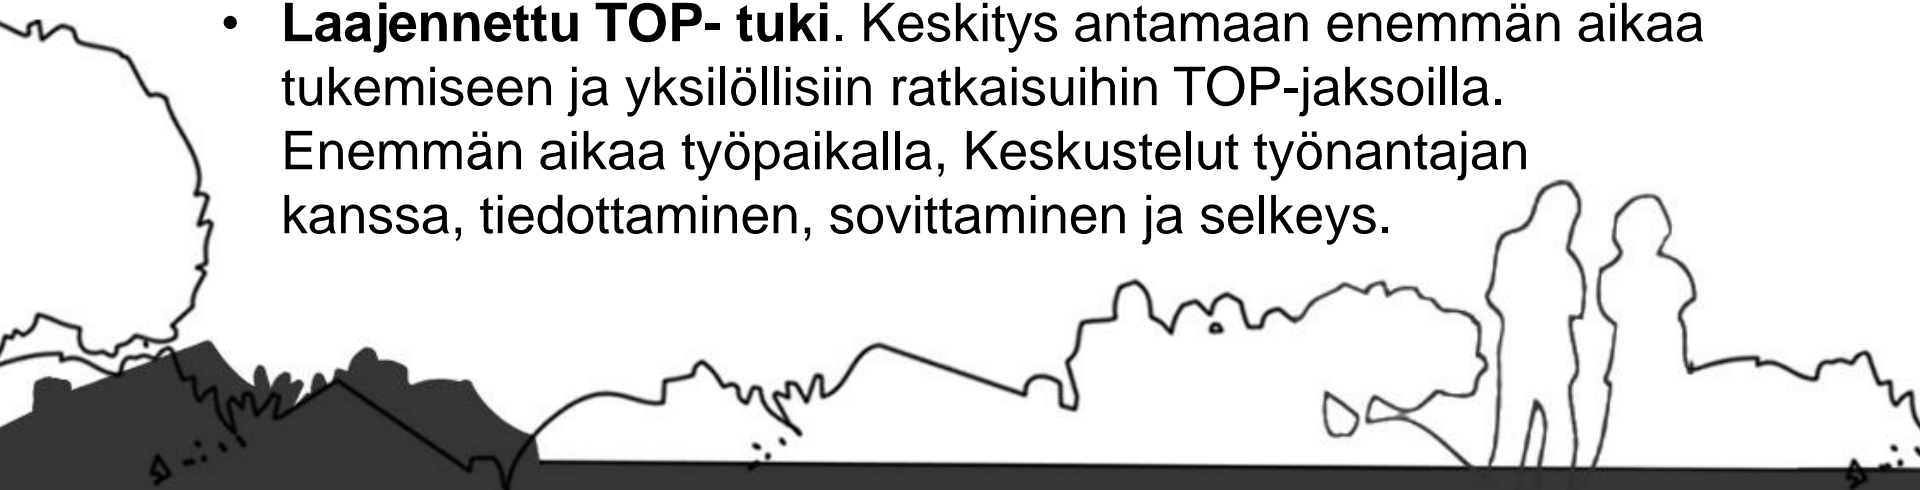 • Laajennettu TOP- tuki. Keskitys antamaan enemmän aikaa
tukemiseen ja yksilöllisiin ratkaisuihin TOP-jaksoilla.
Enemmän aikaa työpaikalla, Keskustelut työnantajan
kanssa, tiedottaminen, sovittaminen ja selkeys.